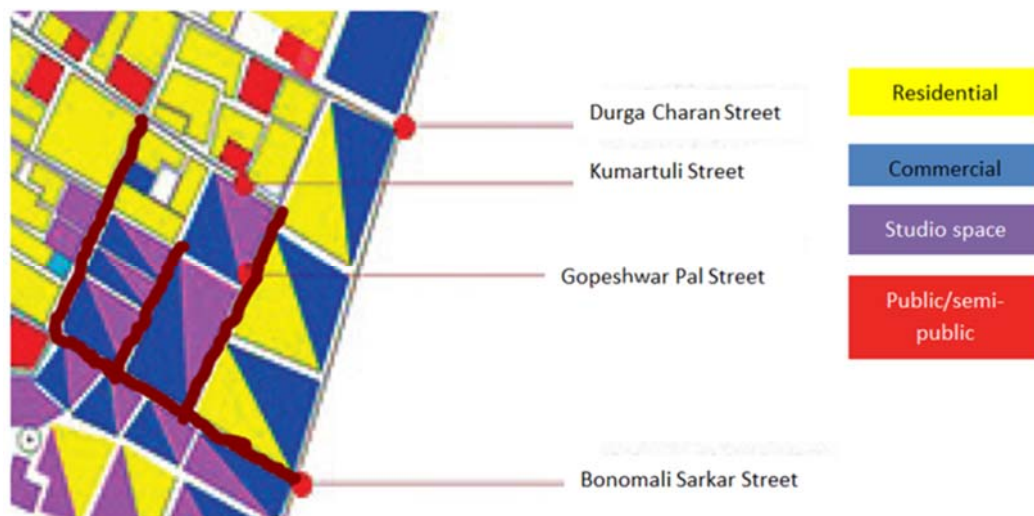 Durga Charan Street
Kumartuli Street
Gopeshwar Pal Street
Bonomali Sarkar Street
Residential
Commercial
Studio space
Public/semi-
public